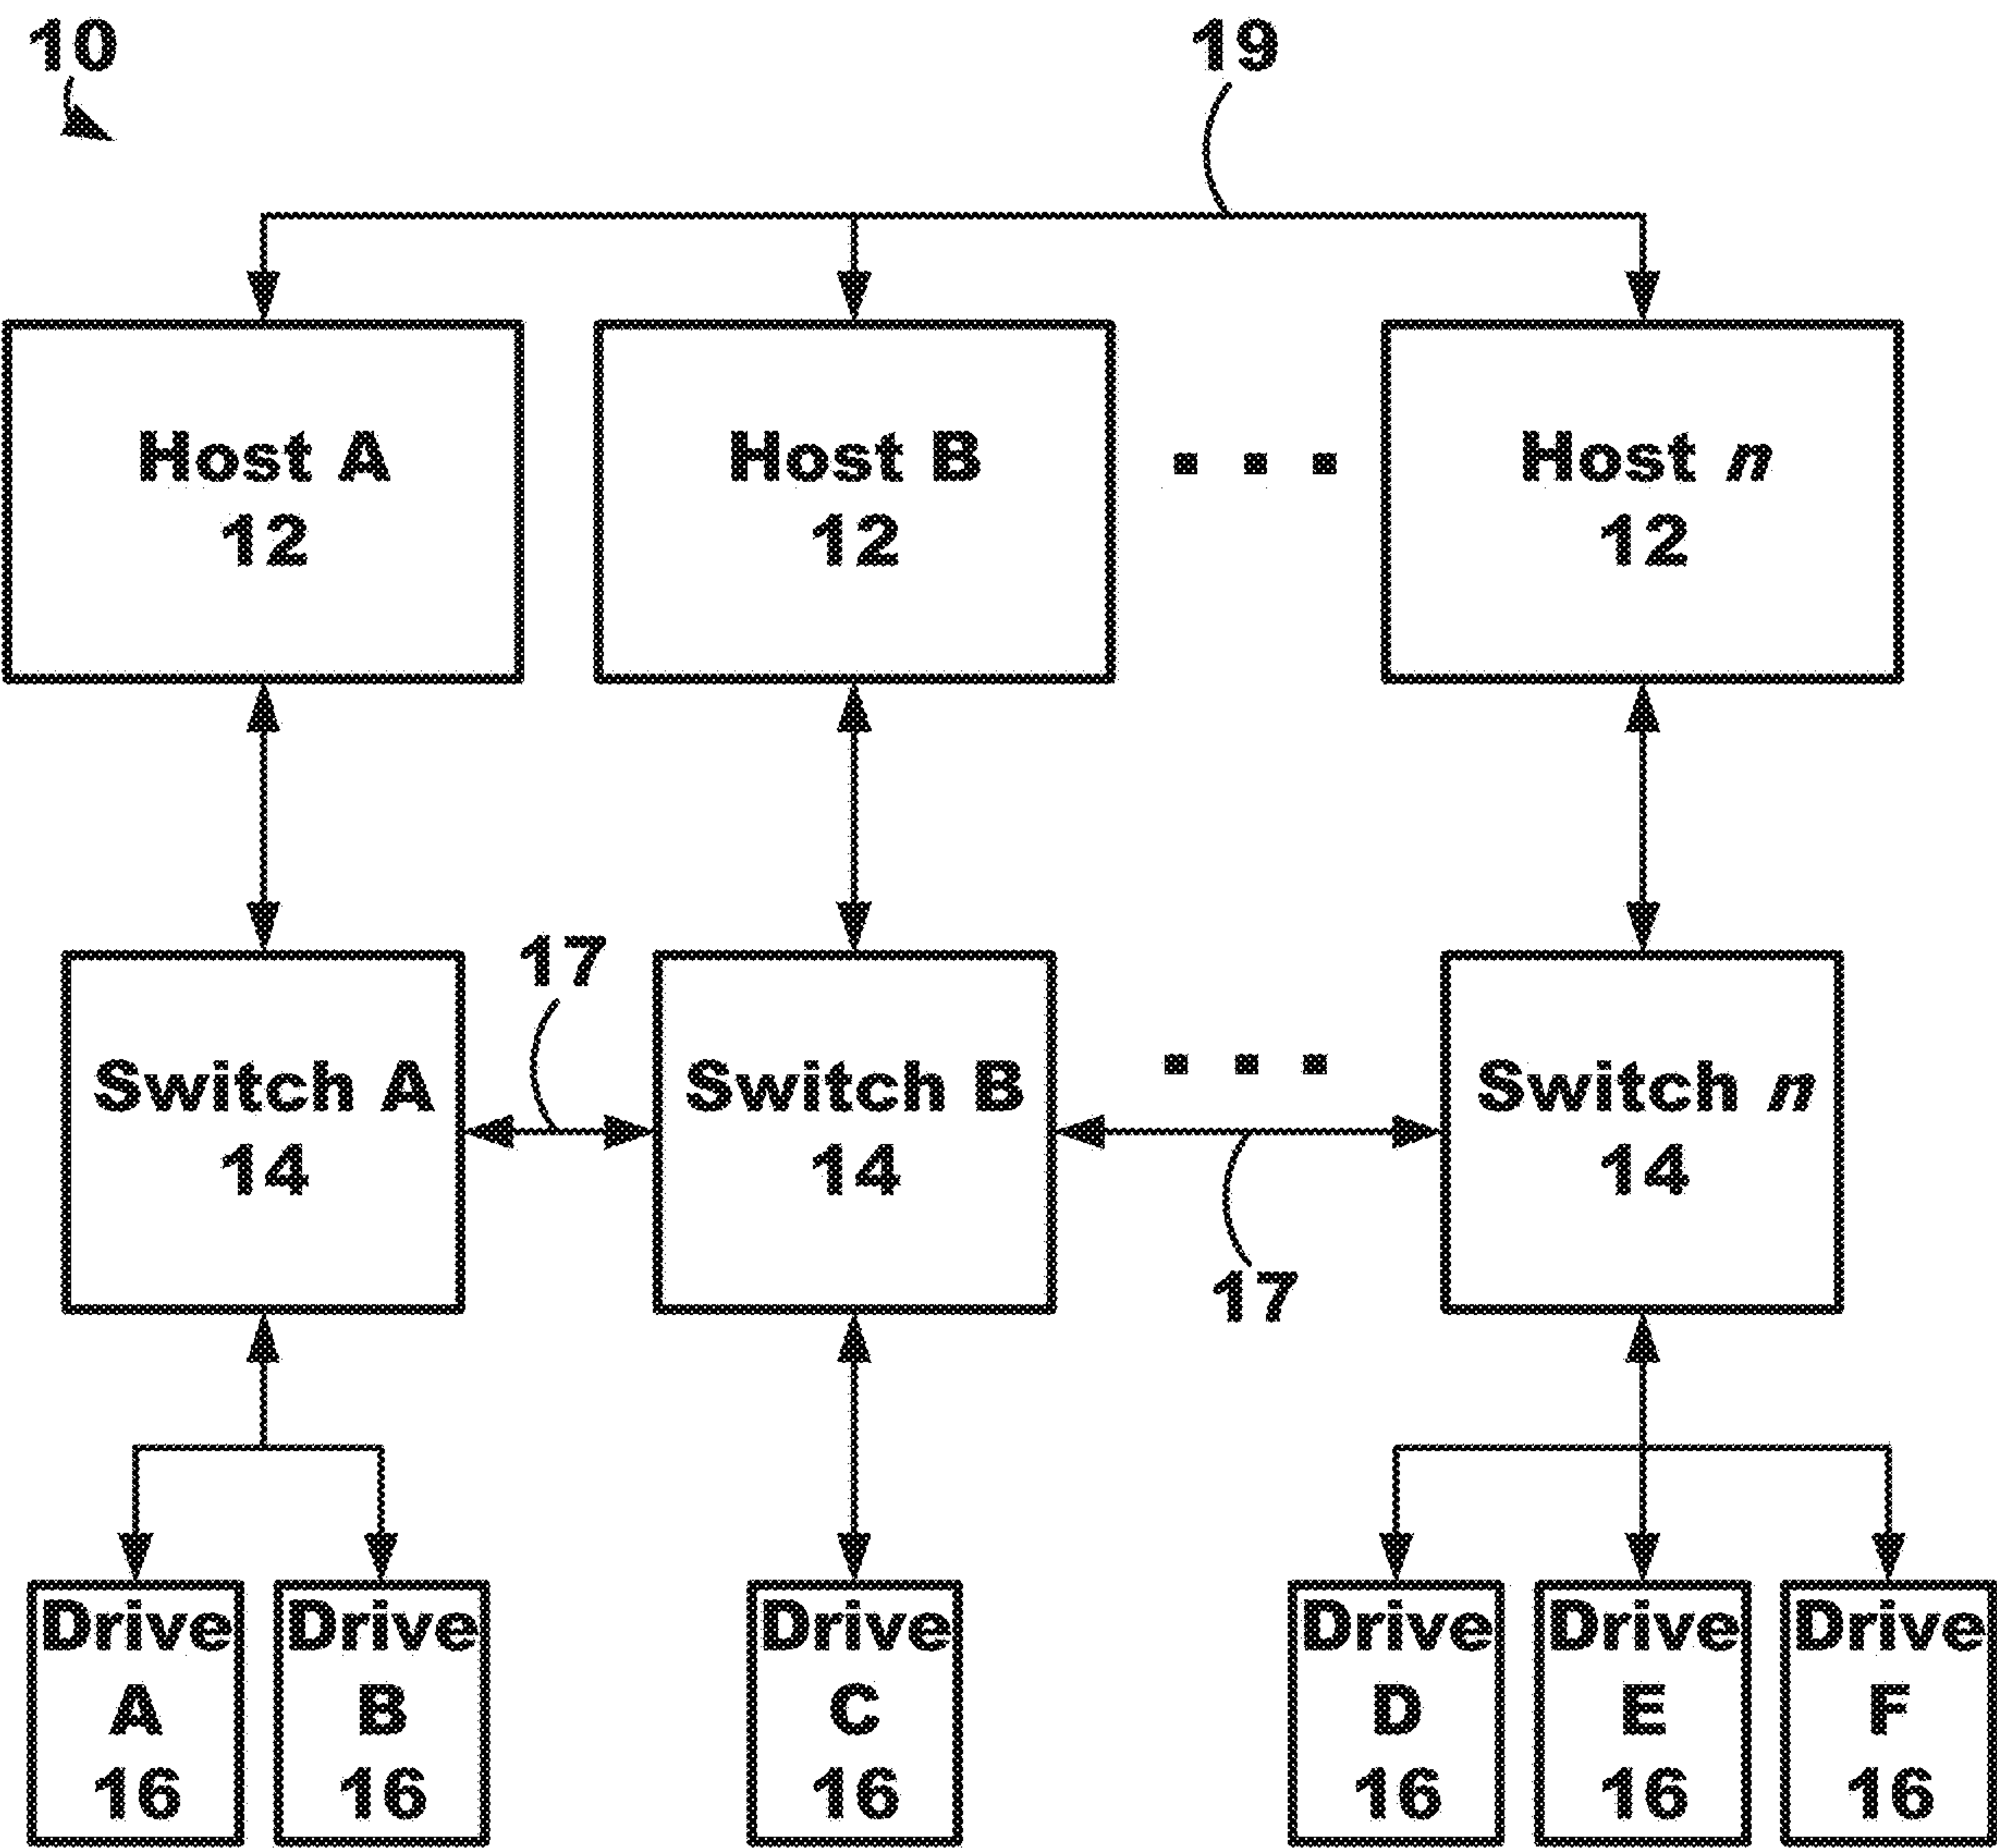 10
19
Host A
12
Host B
12
Host n
12
17
Switch A
14
Switch B
14
Switch n
14
17
Drive
A
16
Drive
B
16
Drive
C
16
Drive
D
16
Drive
E
16
Drive
F
16